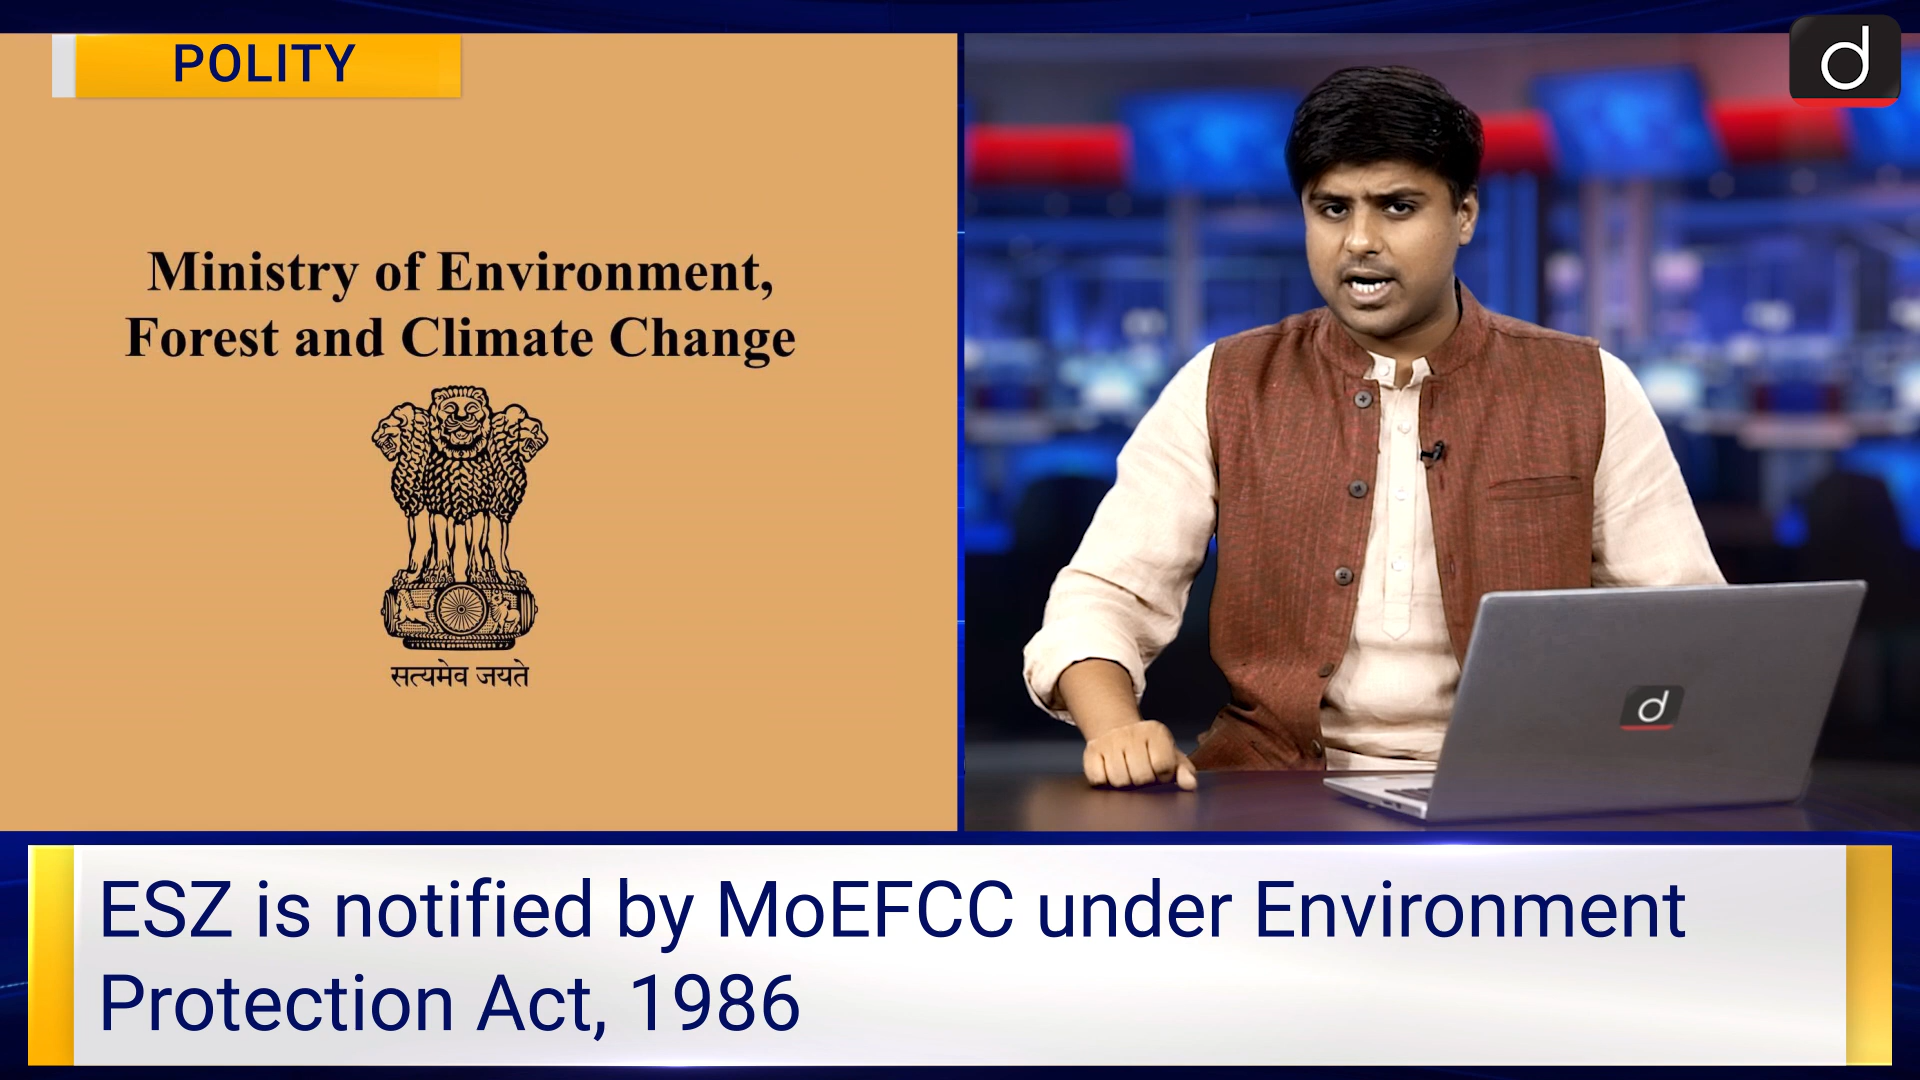 POLITY
d
Ministry of Environment,
Forest and Climate Change
सत्यमेव जयते
d
ESZ is notified by MoEFCC under Environment
Protection Act, 1986